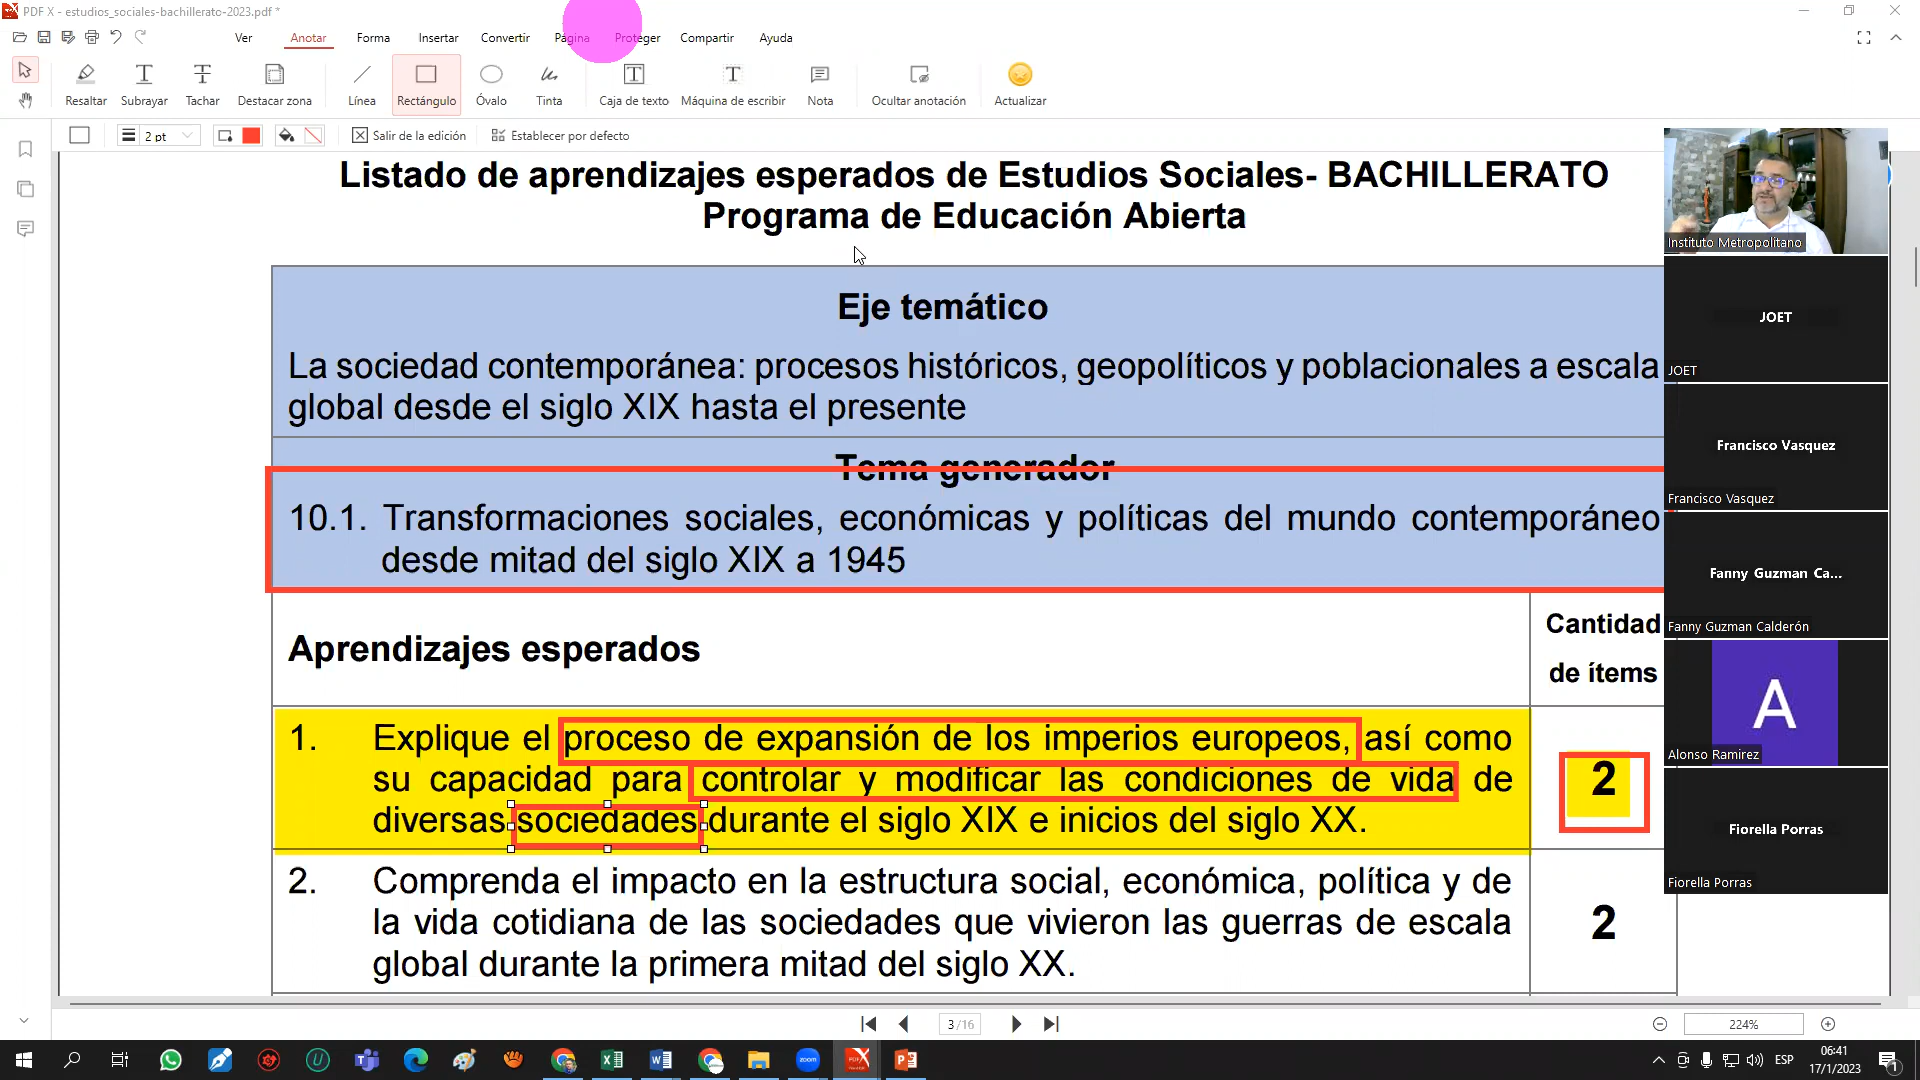 PDF X - estudios_sociales-bachillerato-2023.pdf *
Ver Anotar Forma Insertar Convertir Página Proteger Compartir Ayuda
Resaltar Subrayar Tachar Destacar zona Línea Rectángulo Óvalo Tinta Caja de texto Máquina de escribir Nota Ocultar anotación Actualizar
2 pt Salir de la edición Establecer por defecto
Listado de aprendizajes esperados de Estudios Sociales- BACHILLERATO
Programa de Educación Abierta
Eje temático
La sociedad contemporánea: procesos históricos, geopolíticos y poblacionales a escala
global desde el siglo XIX hasta el presente
Tema generador
10.1. Transformaciones sociales, económicas y políticas del mundo contemporáneo
desde mitad del siglo XIX a 1945
Aprendizajes esperados
Cantidad
de ítems
1. Explique el proceso de expansión de los imperios europeos, así como
su capacidad para controlar y modificar las condiciones de vida de
diversas sociedades durante el siglo XIX e inicios del siglo XX.
2
2. Comprenda el impacto en la estructura social, económica, política y de
la vida cotidiana de las sociedades que vivieron las guerras de escala
global durante la primera mitad del siglo XX.
2
Instituto Metropolitano
JOET
JOET
Francisco Vasquez
Francisco Vasquez
Fanny Guzman Ca...
Fanny Guzman Calderón
A
Alonso Ramirez
Fiorella Porras
Fiorella Porras
3 /16
224%
zoom
ESP
06:41
17/1/2023
1